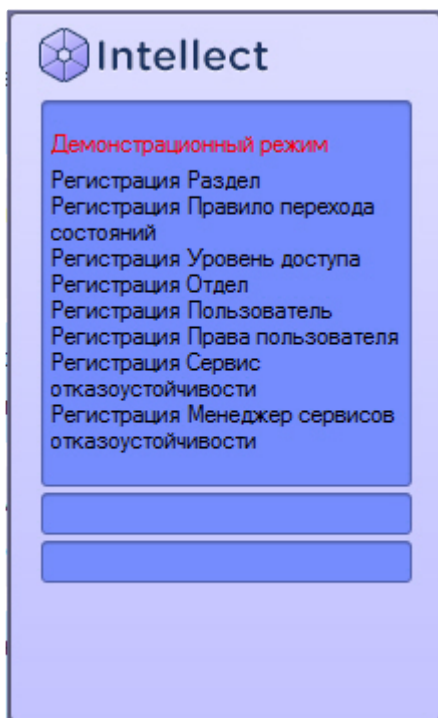 Intellect
Демонстрационный режим
Регистрация Раздел
Регистрация Правило перехода
состояний
Регистрация Уровень доступа
Регистрация Отдел
Регистрация Пользователь
Регистрация Права пользователя
Регистрация Сервис
отказоустойчивости
Регистрация Менеджер сервисов
отказоустойчивости